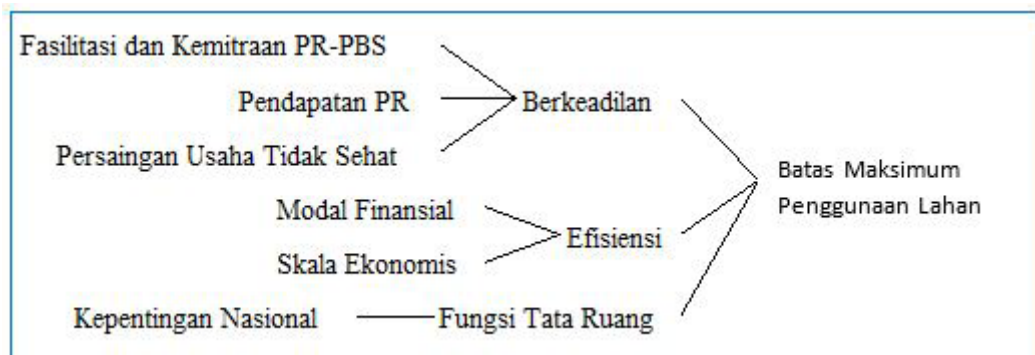 Fasilitasi dan Kemitraan PR-PBS
Pendapatan PR
Berkeadilan
Persaingan Usaha Tidak Sehat
Batas Maksimum
Penggunaan Lahan
Modal Finansial
Efisiensi
Skala Ekonomis
Kepentingan Nasional
Fungsi Tata Ruang